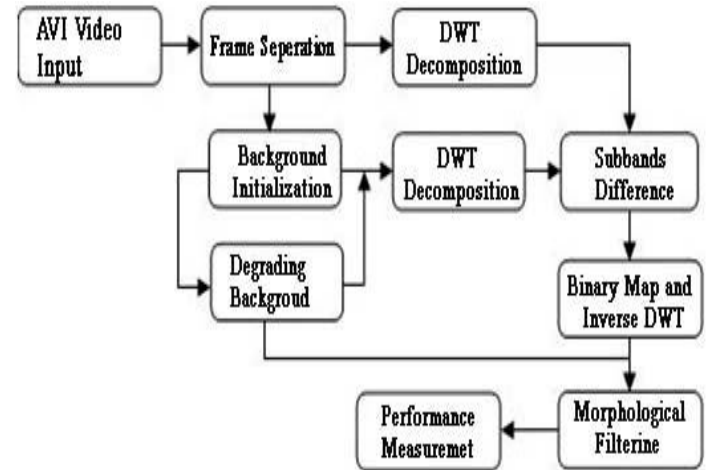 AVI Video
Input
Frame Seperation
DWT
Decomposition
Background
Initialization
DWT
Decomposition
Subbands
Difference
Degrading
Backgroud
Binary Map and
Inverse DWT
Performance
Measuremet
Morphological
Filterine